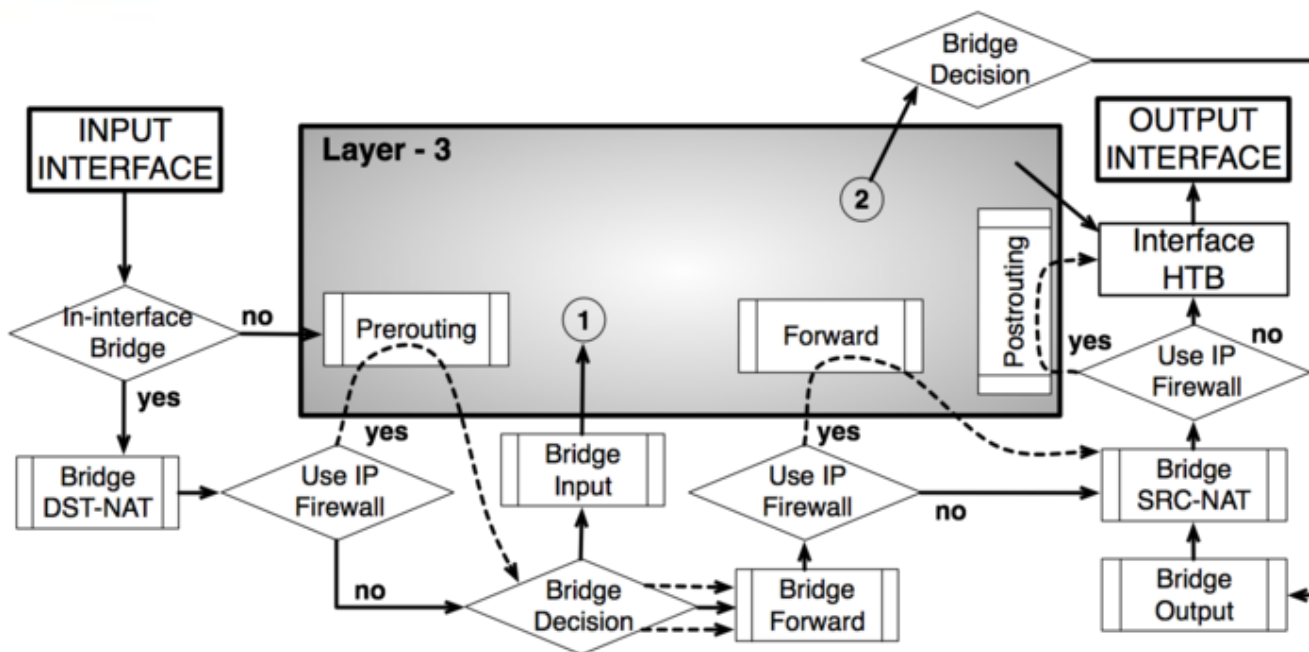 Bridge
Decision
INPUT
INTERFACE
Layer - 3
OUTPUT
INTERFACE
2
Interface
HTB
In-interface
Bridge
no
Prerouting
1
Forward
Postrouting
yes
no
Use IP
Firewall
yes
Bridge
DST-NAT
yes
Use IP
Firewall
Bridge
Input
yes
Use IP
Firewall
no
Bridge
SRC-NAT
no
Bridge
Decision
Bridge
Forward
Bridge
Output